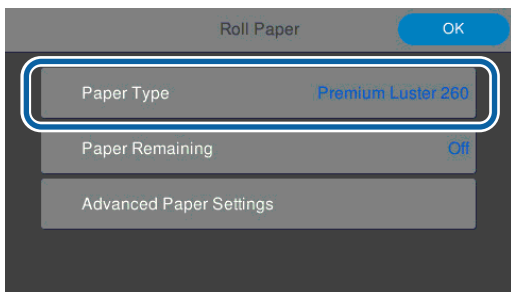 Roll Paper OK
Paper Type Premium Luster 260
Paper Remaining Off
Advanced Paper Settings